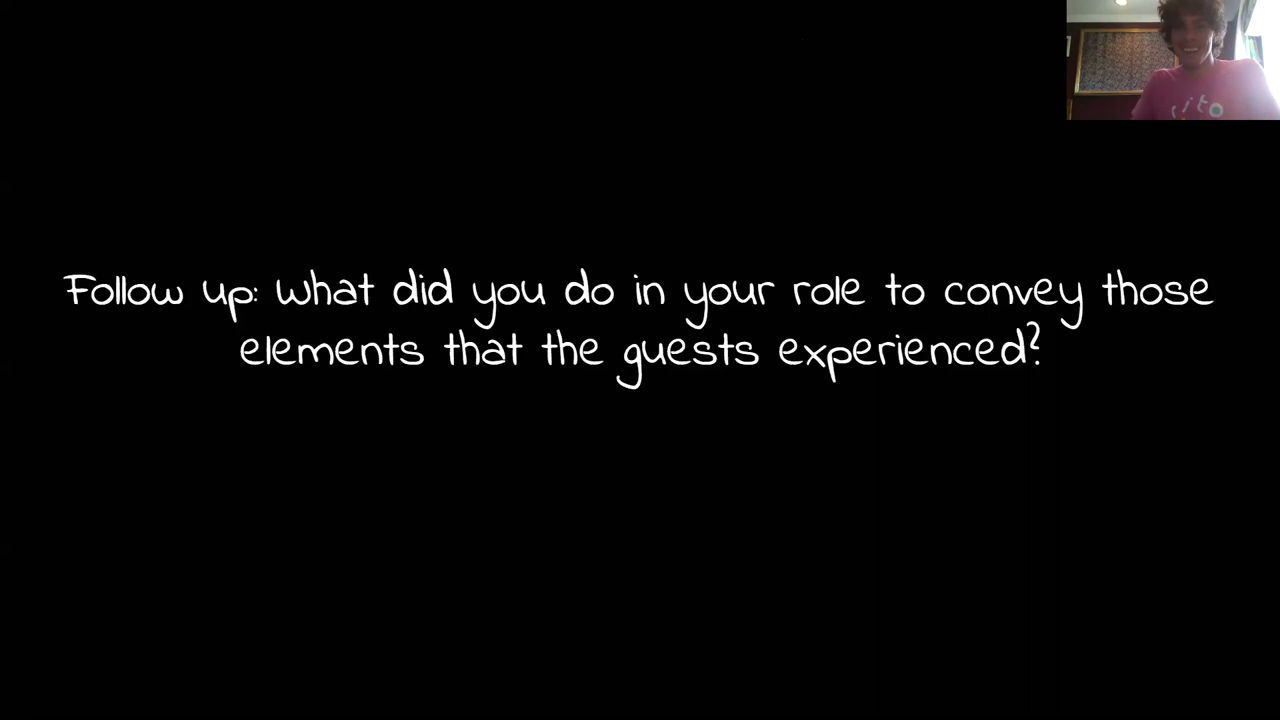 Follow up: What did you do in your role to convey those
elements that the guests experienced?